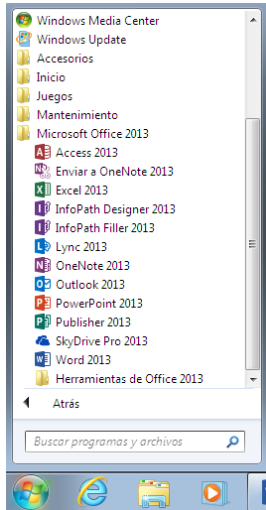 Windows Media Center
Windows Update
Accesorios
Inicio
Juegos
Mantenimiento
Microsoft Office 2013
Access 2013
Enviar a OneNote 2013
Excel 2013
InfoPath Designer 2013
InfoPath Filler 2013
Lync 2013
OneNote 2013
Outlook 2013
PowerPoint 2013
Publisher 2013
SkyDrive Pro 2013
Word 2013
Herramientas de Office 2013
Atrás
Buscar programas y archivos